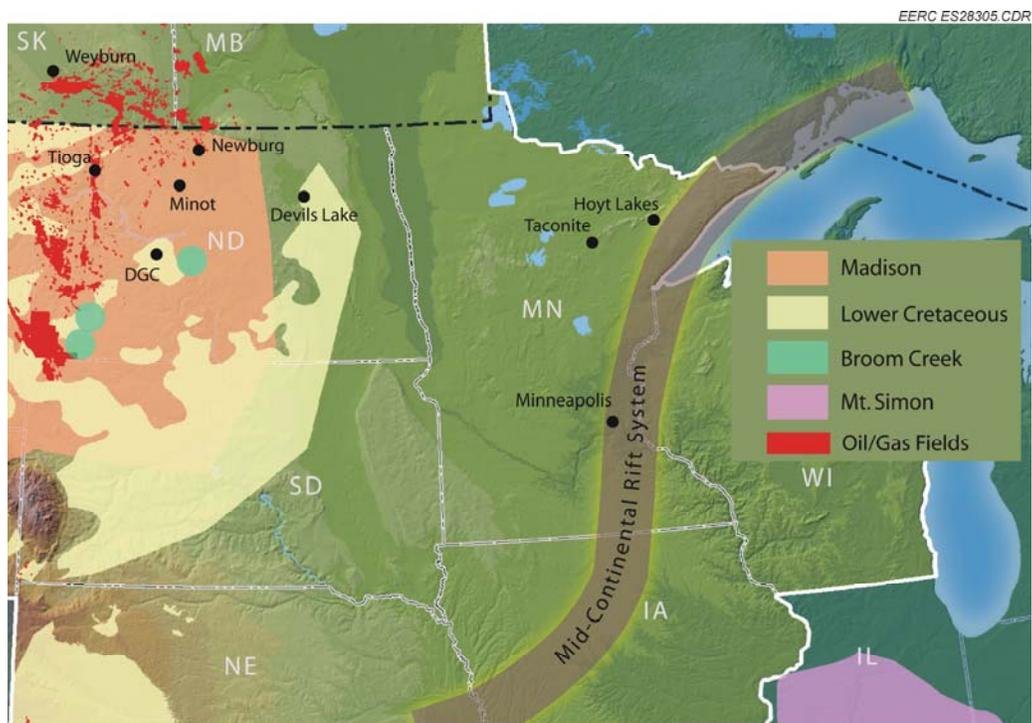 EERC ES28305.CDR
SK
MB
Weyburn
Newburg
Tioga
Minot
Devils Lake
ND
DGC
Hoyt Lakes
Taconite
MN
Madison
Lower Cretaceous
Broom Creek
Mt. Simon
Oil/Gas Fields
Minneapolis
Mid-Continental Rift System
WI
SD
IA
NE
IL